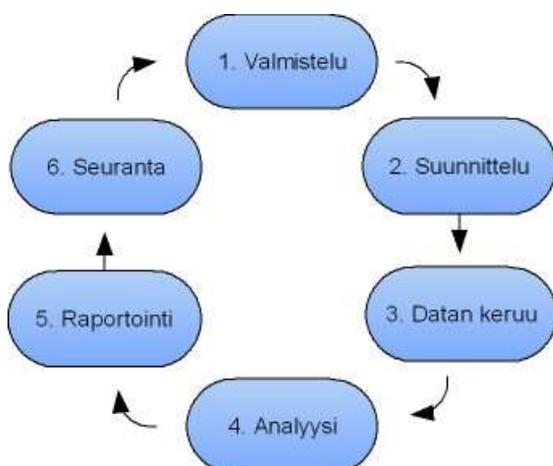 1. Valmistelu
2. Suunnittelu
3. Datan keruu
4. Analyysi
5. Raportointi
6. Seuranta